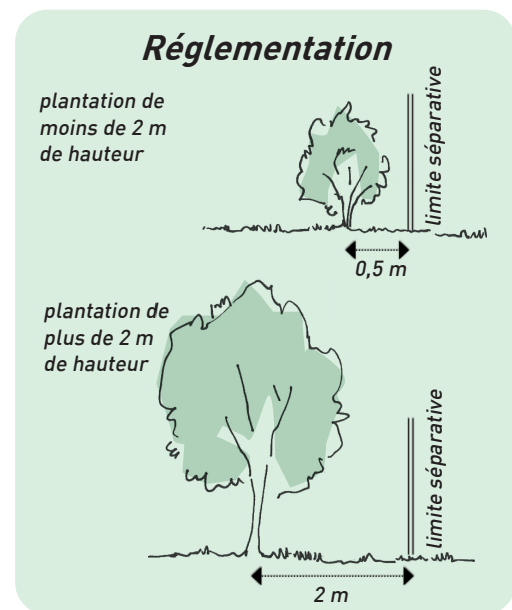 Réglementation
plantation de
moins de 2 m
de hauteur
limite séparative
0,5 m
plantation de
plus de 2 m
de hauteur
limite séparative
2 m